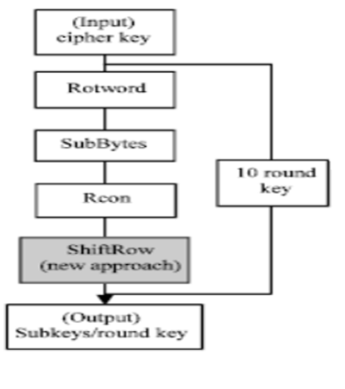 (Input)
cipher key
Rotword
SubBytes
10 round
key
Rcon
ShiftRow
(new approach)
(Output)
Subkeys/round key